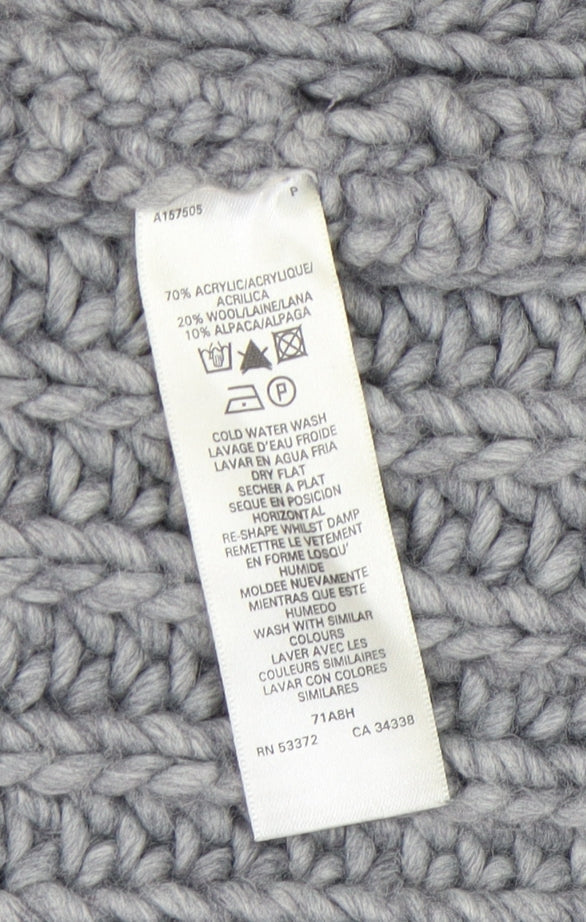 A157505 P
70% ACRYLIC/ACRYLIQUE/
ACRILICA
20% WOOL/LAINE/LANA
10% ALPACA/ALPAGA
P
COLD WATER WASH
LAVAGE D'EAU FROIDE
LAVAR EN AGUA FRIA
DRY FLAT
SECHER A PLAT
SEQUE EN POSICION
HORIZONTAL
RE-SHAPE WHILST DAMP
REMETTRE LE VETEMENT
EN FORME LOSQU'
HUMIDE
MOLDEE NUEVAMENTE
MIENTRAS QUE ESTE
HUMEDO
WASH WITH SIMILAR
COLOURS
LAVER AVEC LES
COULEURS SIMILAIRES
LAVAR CON COLORES
SIMILARES
71A8H
RN 53372 CA 34338